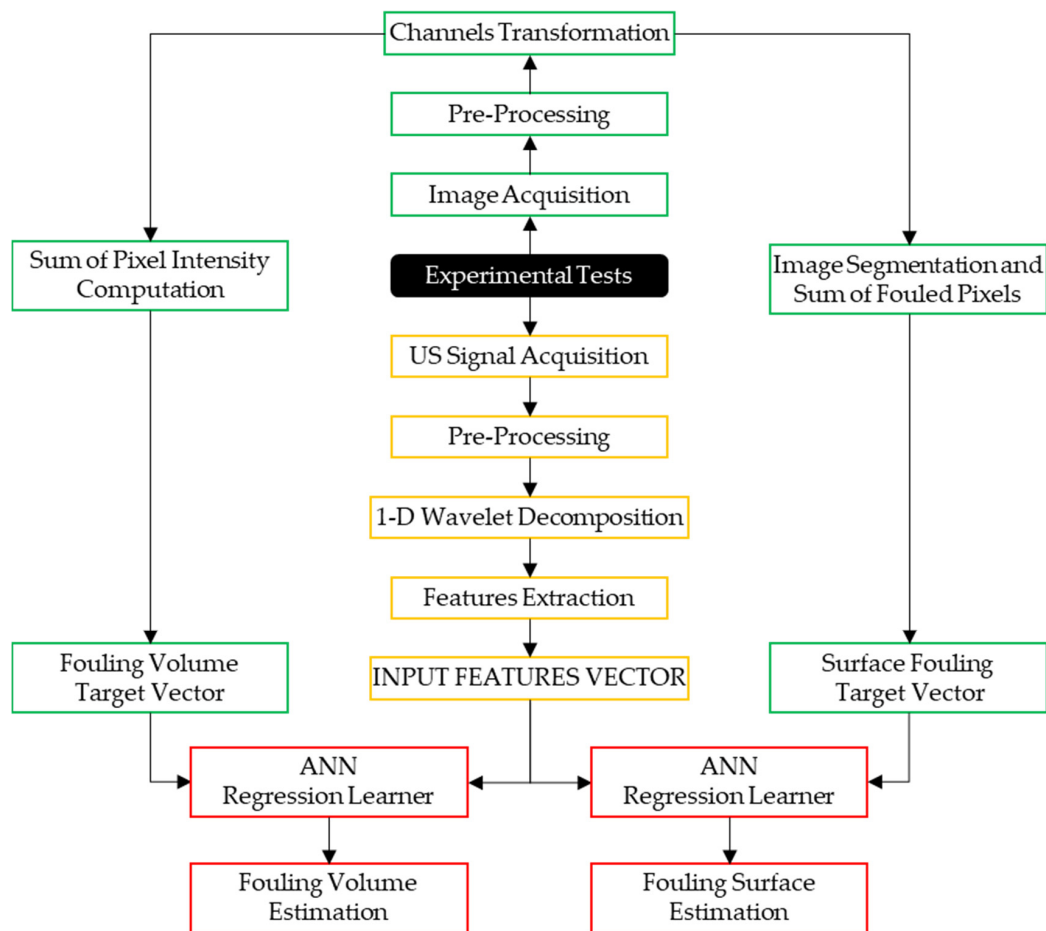 Channels Transformation
Pre-Processing
Image Acquisition
Sum of Pixel Intensity
Computation
Experimental Tests
Image Segmentation and
Sum of Fouled Pixels
US Signal Acquisition
Pre-Processing
1-D Wavelet Decomposition
Features Extraction
Fouling Volume
Target Vector
INPUT FEATURES VECTOR
Surface Fouling
Target Vector
ANN
Regression Learner
ANN
Regression Learner
Fouling Volume
Estimation
Fouling Surface
Estimation